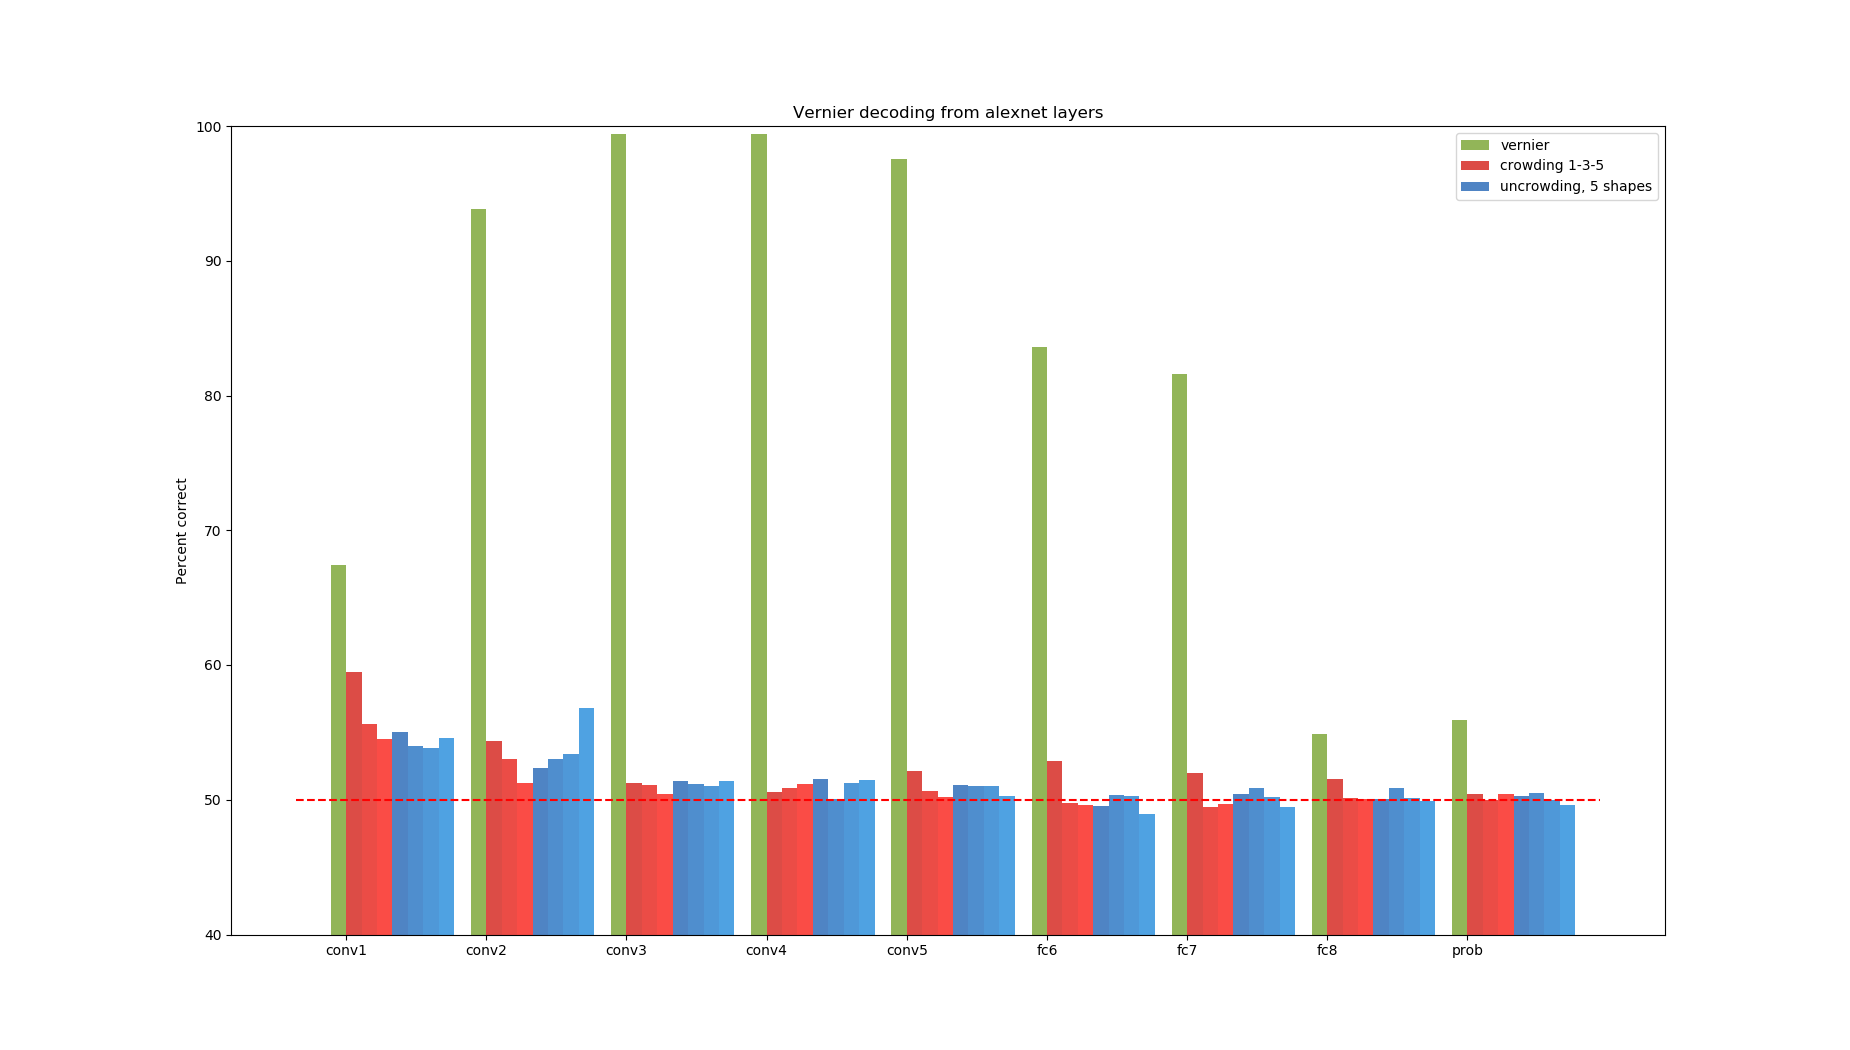 Vernier decoding from alexnet layers
100
90
80
70
60
50
40
Percent correct
vernier
crowding 1-3-5
uncrowding, 5 shapes
conv1 conv2 conv3 conv4 conv5 fc6 fc7 fc8 prob